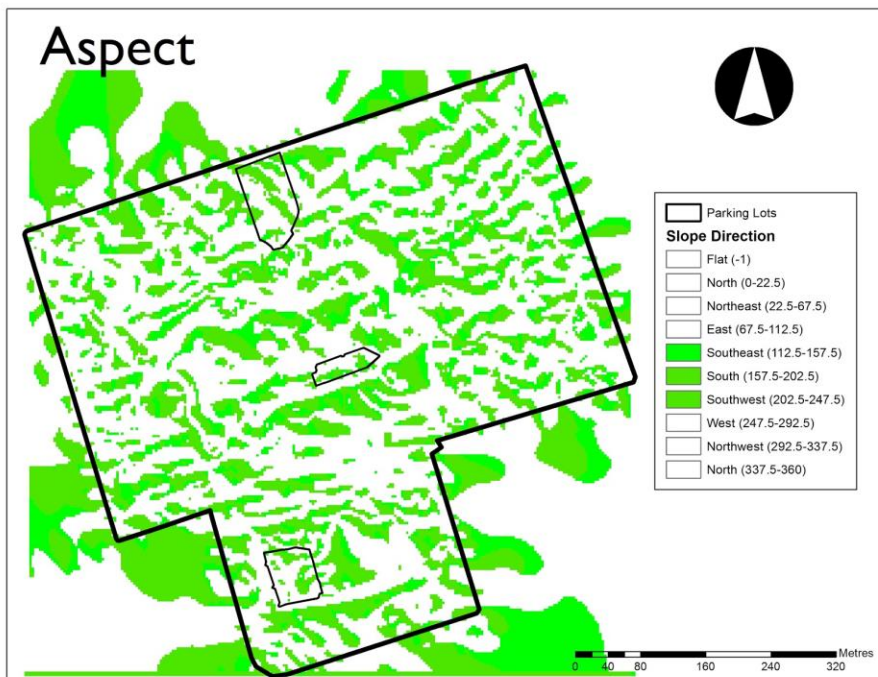 Aspect
Parking Lots
Slope Direction
Flat (-1)
North (0-22.5)
Northeast (22.5-67.5)
East (67.5-112.5)
Southeast (112.5-157.5)
South (157.5-202.5)
Southwest (202.5-247.5)
West (247.5-292.5)
Northwest (292.5-337.5)
North (337.5-360)
Metres
0 40 80 160 240 320